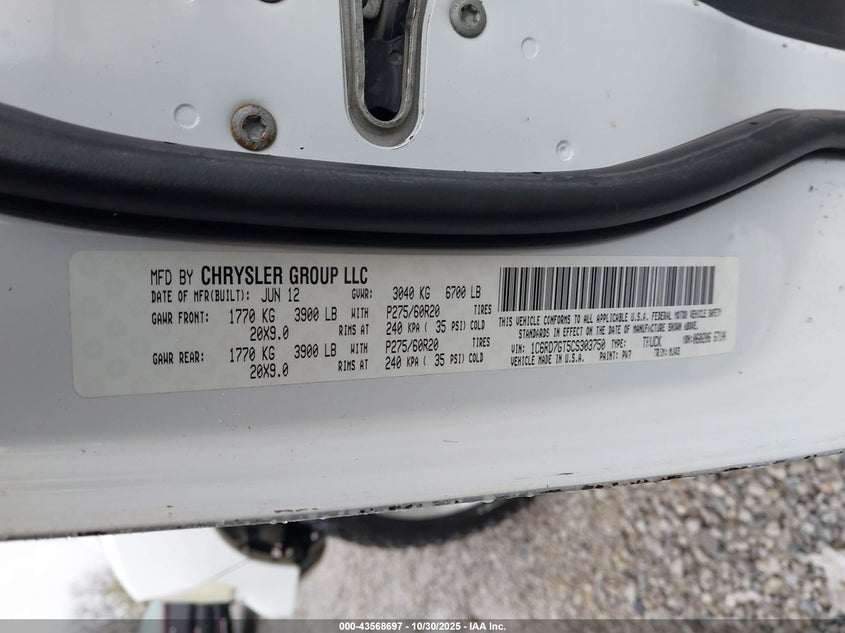 MFD BY CHRYSLER GROUP LLC
DATE OF MFR(BUILT): JUN 12 GVWR: 3040 KG 6700 LB
GAWR FRONT: 1770 KG 3900 LB WITH P275/60R20 TIRES
20X9.0 RIMS AT 240 KPA ( 35 PSI) COLD
GAWR REAR: 1770 KG 3900 LB WITH P275/60R20 TIRES
20X9.0 RIMS AT 240 KPA ( 35 PSI) COLD
THIS VEHICLE CONFORMS TO ALL APPLICABLE U.S.A. FEDERAL MOTOR VEHICLE SAFETY
STANDARDS IN EFFECT ON THE DATE OF MANUFACTURE SHOWN ABOVE.
VIN: 1C6RD7GT5CS303750 TYPE: TRUCK
VEHICLE MADE IN U.S.A. PAINT: PW7 TRIM:
000-43568697 - 10/30/2025 - IAA Inc.